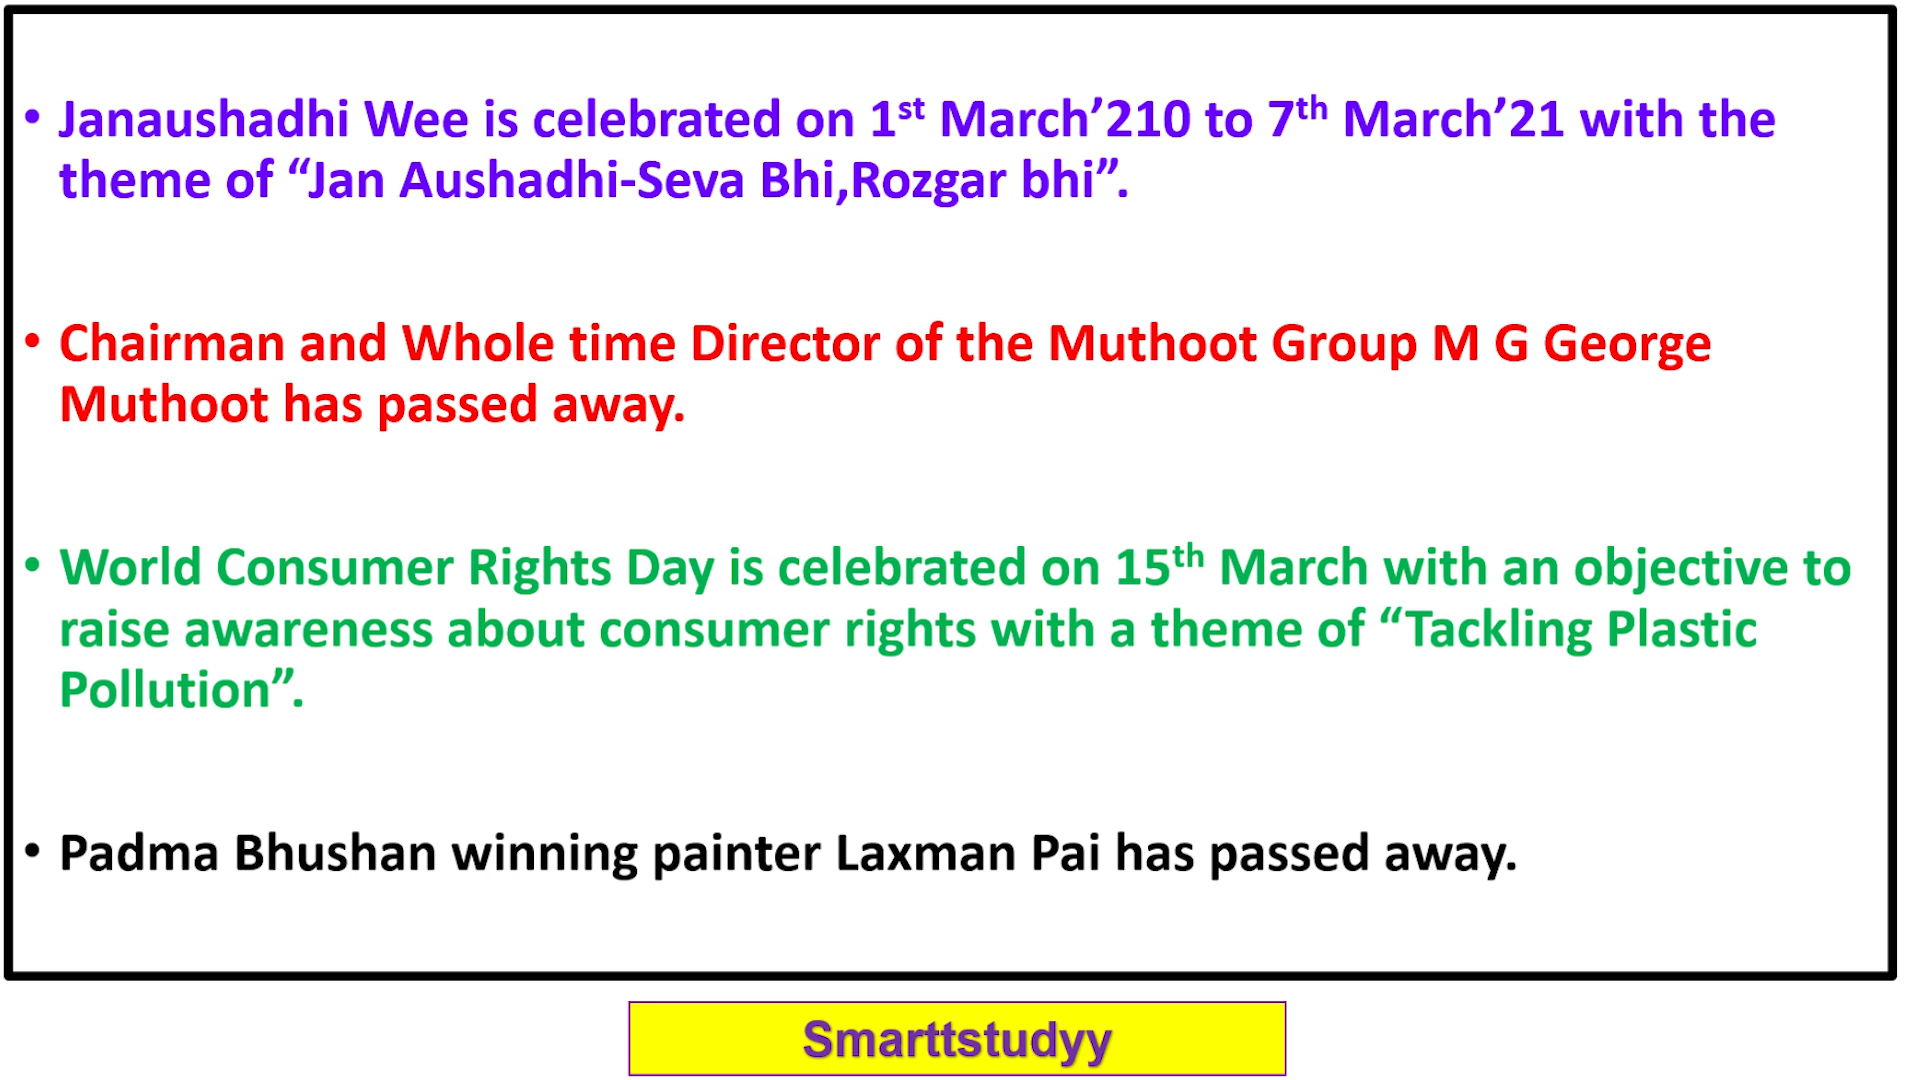 • Janaushadhi Wee is celebrated on 1st March’210 to 7th March’21 with the
theme of “Jan Aushadhi-Seva Bhi,Rozgar bhi”.
• Chairman and Whole time Director of the Muthoot Group M G George
Muthoot has passed away.
• World Consumer Rights Day is celebrated on 15th March with an objective to
raise awareness about consumer rights with a theme of “Tackling Plastic
Pollution”.
• Padma Bhushan winning painter Laxman Pai has passed away.
Smarttstudyy